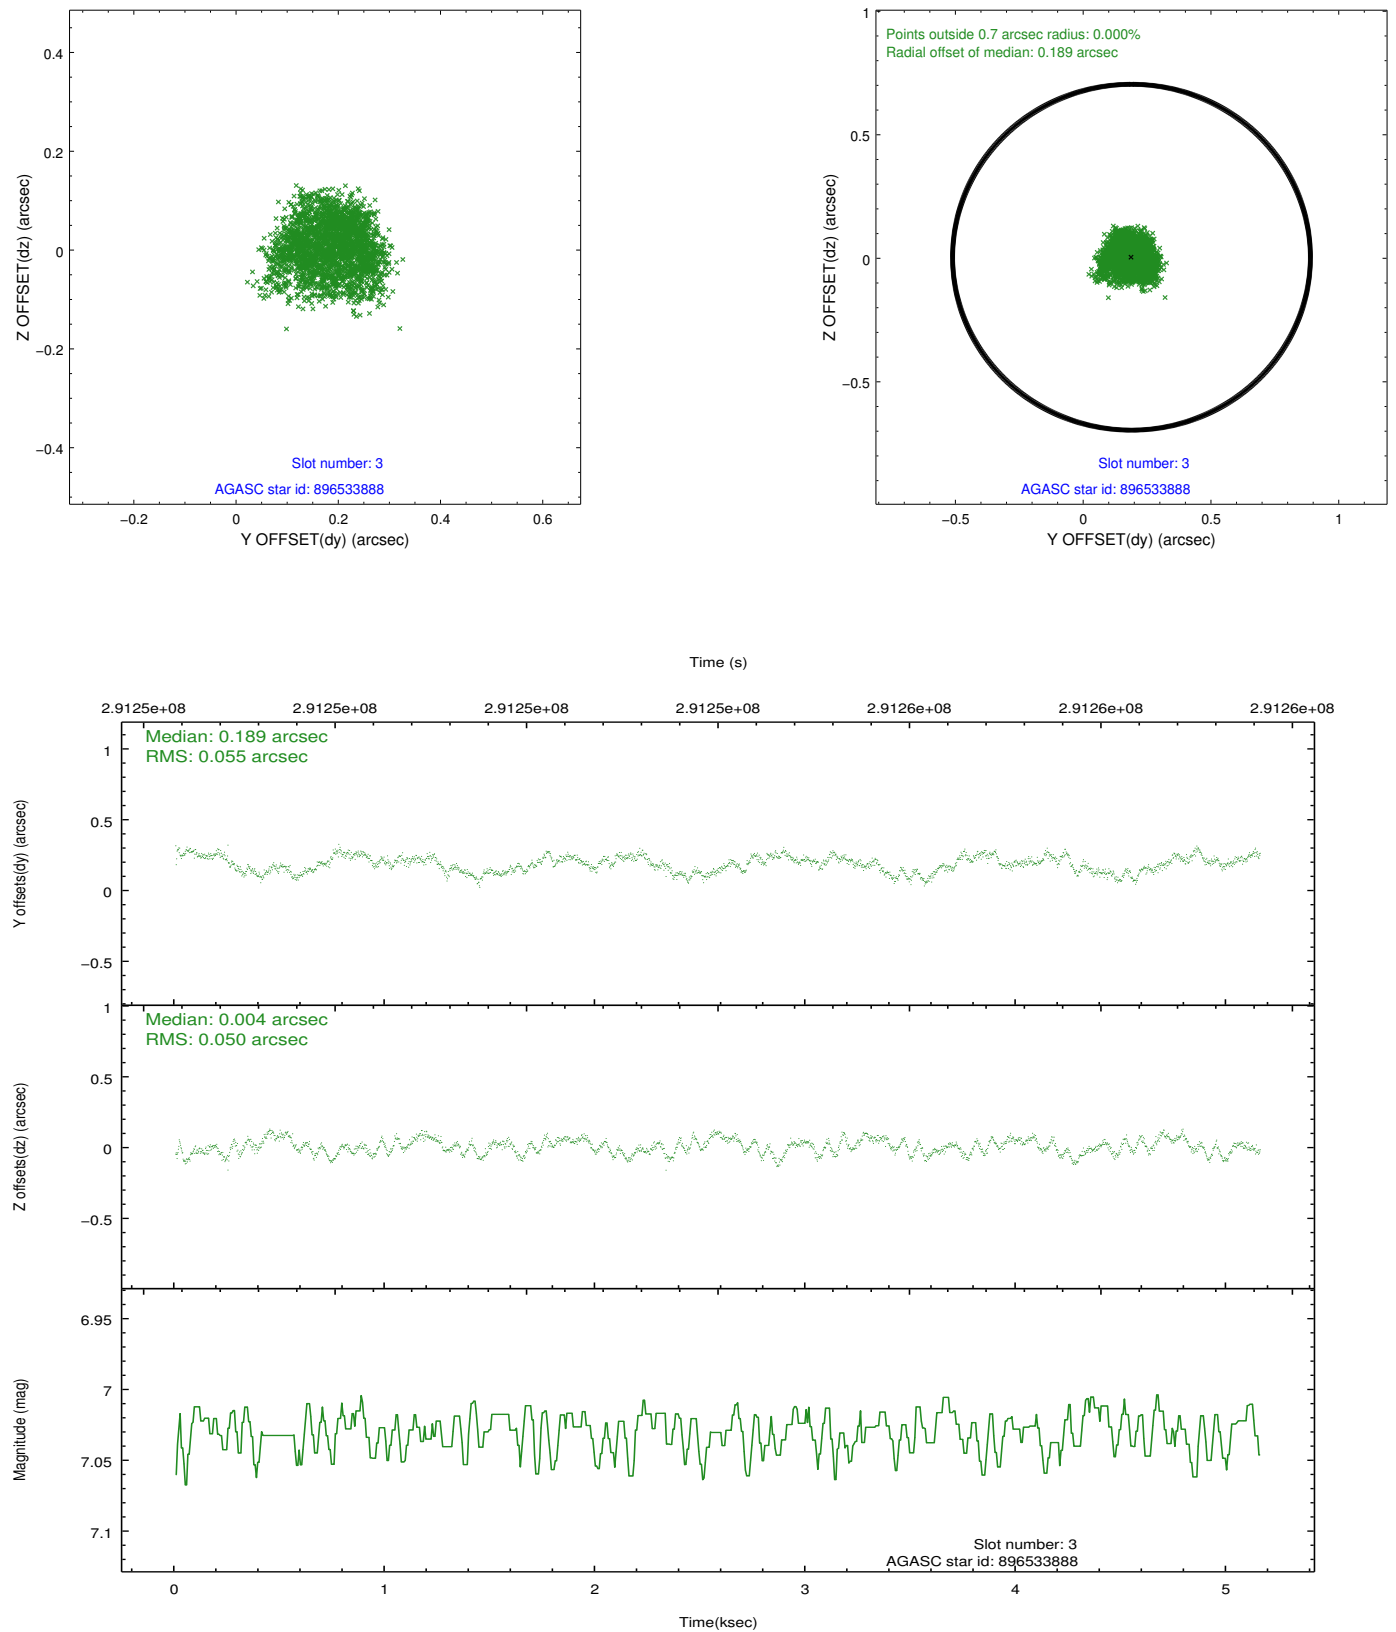 0.4
0.2
0
−0.2
−0.4
Z OFFSET(dz) (arcsec)
Slot number: 3
AGASC star id: 896533888
−0.2 0 0.2 0.4 0.6
Y OFFSET(dy) (arcsec)
Points outside 0.7 arcsec radius: 0.000%
Radial offset of median: 0.189 arcsec
1
0.5
0
−0.5
Z OFFSET(dz) (arcsec)
Slot number: 3
AGASC star id: 896533888
−0.5 0 0.5 1
Y OFFSET(dy) (arcsec)
Time (s)
2.9125e+08 2.9125e+08 2.9125e+08 2.9125e+08 2.9126e+08 2.9126e+08 2.9126e+08
Median: 0.189 arcsec
RMS: 0.055 arcsec
1
0.5
0
−0.5
Y offsets(dy) (arcsec)
Median: 0.004 arcsec
RMS: 0.050 arcsec
1
0.5
0
−0.5
Z offsets(dz) (arcsec)
6.95
7
7.05
7.1
Magnitude (mag)
Slot number: 3
AGASC star id: 896533888
0 1 2 3 4 5
Time(ksec)